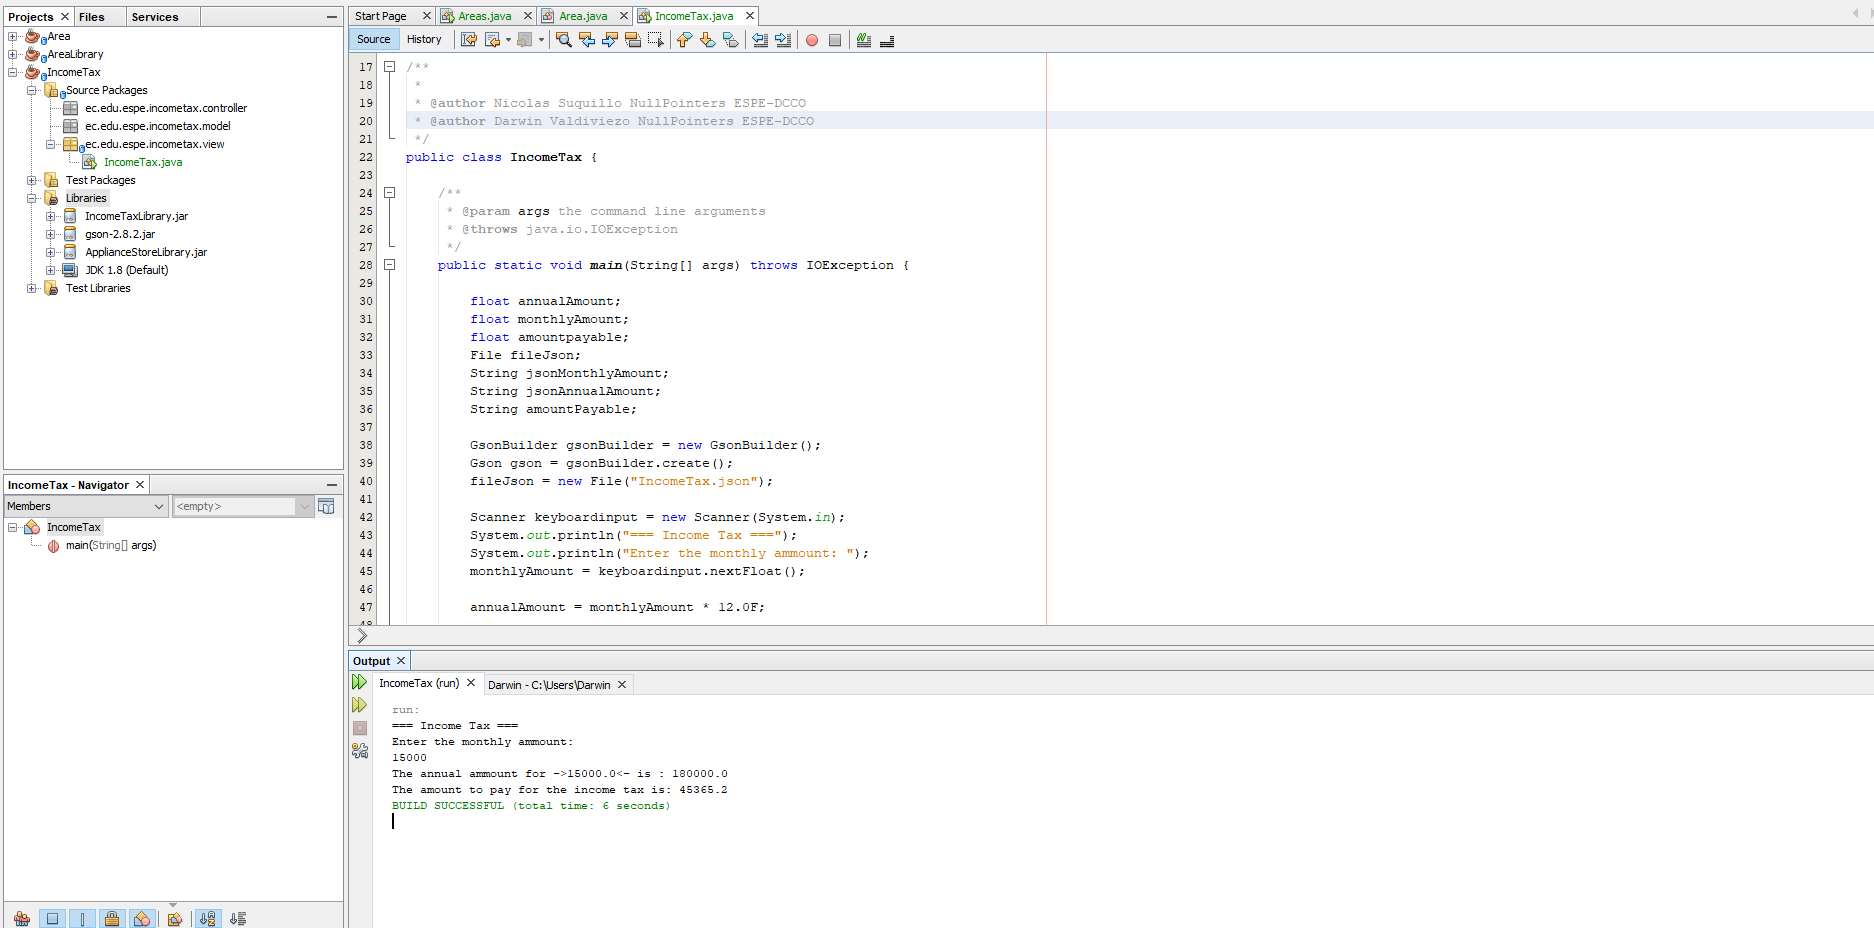 Projects
Files
Services
Area
AreaLibrary
IncomeTax
Source Packages
ec.edu.espe.incometax.controller
ec.edu.espe.incometax.model
ec.edu.espe.incometax.view
IncomeTax.java
Test Packages
Libraries
IncomeTaxLibrary.jar
gson-2.8.2.jar
ApplianceStoreLibrary.jar
JDK 1.8 (Default)
Test Libraries
IncomeTax - Navigator
Members
<empty>
IncomeTax
main(String[] args)
Start Page
Areas.java
Area.java
IncomeTax.java
Source
History
17 /**
18 *
19 * @author Nicolas Suquillo NullPointers ESPE-DCCO
20 * @author Darwin Valdiviezo NullPointers ESPE-DCCO
21 */
22 public class IncomeTax {
23
24 /**
25 * @param args the command line arguments
26 * @throws java.io.IOException
27 */
28 public static void main(String[] args) throws IOException {
29
30 float annualAmount;
31 float monthlyAmount;
32 float amountpayable;
33 File fileJson;
34 String jsonMonthlyAmount;
35 String jsonAnnualAmount;
36 String amountPayable;
37
38 GsonBuilder gsonBuilder = new GsonBuilder();
39 Gson gson = gsonBuilder.create();
40 fileJson = new File("IncomeTax.json");
41
42 Scanner keyboardinput = new Scanner(System.in);
43 System.out.println("=== Income Tax ===");
44 System.out.println("Enter the monthly ammount: ");
45 monthlyAmount = keyboardinput.nextFloat();
46
47 annualAmount = monthlyAmount * 12.0F;
48
Output
IncomeTax (run)
Darwin - C:\Users\Darwin
run:
=== Income Tax ===
Enter the monthly ammount:
15000
The annual ammount for ->15000.0<- is : 180000.0
The amount to pay for the income tax is: 45365.2
BUILD SUCCESSFUL (total time: 6 seconds)